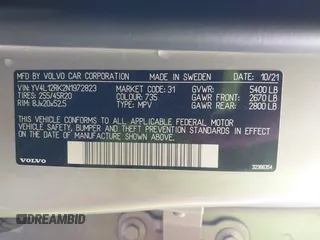 MFD BY VOLVO CAR CORPORATION MADE IN SWEDEN 10/21
VIN: YV4L12RK2N1972823 MARKET CODE: 31 GVWR: 5400 LB
TIRES: 255/45R20 COLOUR: 735 GAWR FRONT: 2670 LB
RIM: 8Jx20x52.5 TYPE: MPV GAWR REAR: 2800 LB
THIS VEHICLE CONFORMS TO ALL APPLICABLE FEDERAL MOTOR
VEHICLE SAFETY, BUMPER AND THEFT PREVENTION STANDARDS
IN EFFECT ON THE DATE OF MANUFACTURE SHOWN ABOVE.
VOLVO
DREAMBID